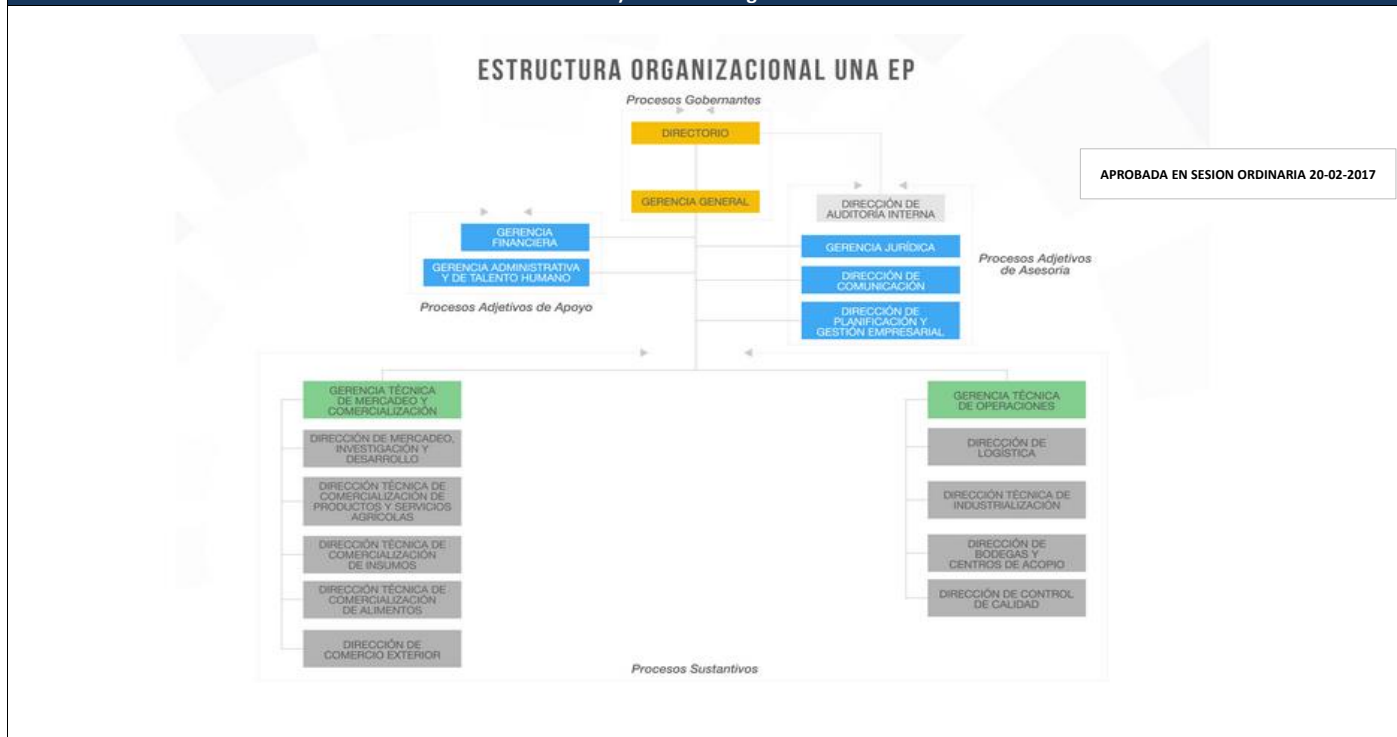 ESTRUCTURA ORGANIZACIONAL UNA EP
Procesos Gobernantes
DIRECTORIO
APROBADA EN SESION ORDINARIA 20-02-2017
GERENCIA GENERAL
DIRECCIÓN DE
AUDITORÍA INTERNA
GERENCIA
FINANCIERA
GERENCIA ADMINISTRATIVA
Y DE TALENTO HUMANO
Procesos Adjetivos de Apoyo
GERENCIA JURÍDICA
DIRECCIÓN DE
COMUNICACIÓN
DIRECCIÓN DE
PLANIFICACIÓN Y
GESTIÓN EMPRESARIAL
Procesos Adjetivos
de Asesoría
GERENCIA TÉCNICA
DE MERCADEO Y
COMERCIALIZACIÓN
DIRECCIÓN DE MERCADEO,
INVESTIGACIÓN Y
DESARROLLO
DIRECCIÓN TÉCNICA DE
COMERCIALIZACIÓN DE
PRODUCTOS Y SERVICIOS
AGRÍCOLAS
DIRECCIÓN TÉCNICA DE
COMERCIALIZACIÓN
DE INSUMOS
DIRECCIÓN TÉCNICA DE
COMERCIALIZACIÓN
DE ALIMENTOS
DIRECCIÓN DE
COMERCIO EXTERIOR
GERENCIA TÉCNICA
DE OPERACIONES
DIRECCIÓN DE
LOGÍSTICA
DIRECCIÓN TÉCNICA DE
INDUSTRIALIZACIÓN
DIRECCIÓN DE
BODEGAS Y
CENTROS DE ACOPIO
DIRECCIÓN DE CONTROL
DE CALIDAD
Procesos Sustantivos